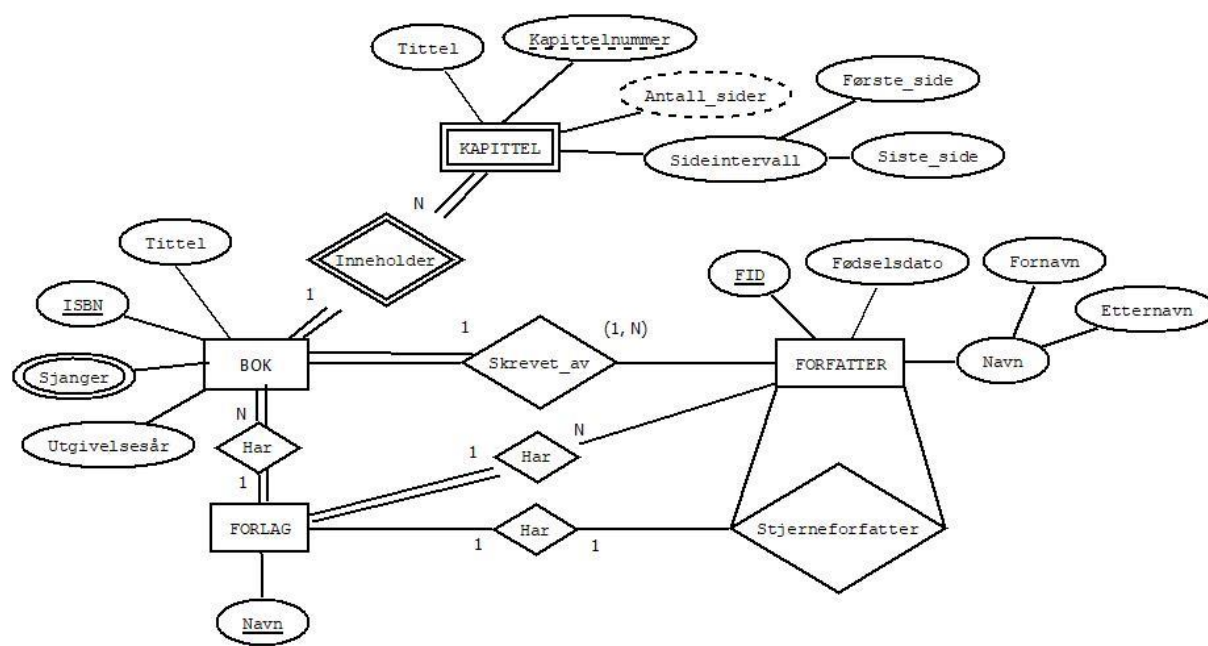 Kapittelnummer
Tittel
Første_side
Antall_sider
KAPITTEL
Sideintervall
Siste_side
N
Tittel
Inneholder
FID
Fødselsdato
Fornavn
ISBN
1
Etternavn
1
(1, N)
BOK
Skrevet_av
FORFATTER
Navn
Sjanger
N
N
Utgivelsesår
Har
1
Har
1
FORLAG
Har
Stjerneforfatter
1
1
Navn